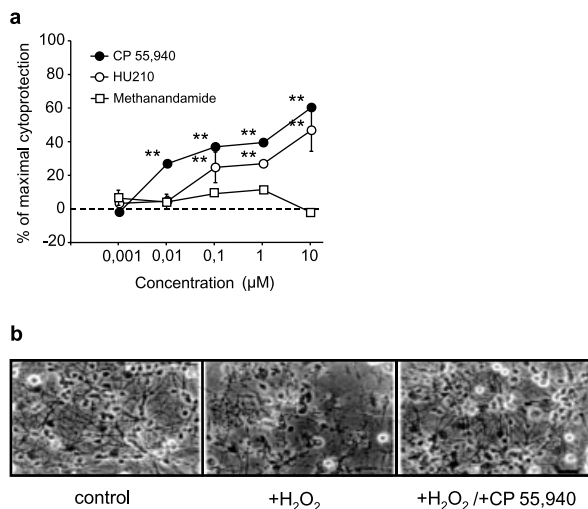 a
CP 55,940
HU210
Methanandamide
% of maximal cytoprotection
100
80
60
40
20
0
-20
**
**
**
**
**
**
**
0,001 0,01 0,1 1 10
Concentration (µM)
b
control +H₂O₂ +H₂O₂ /+CP 55,940